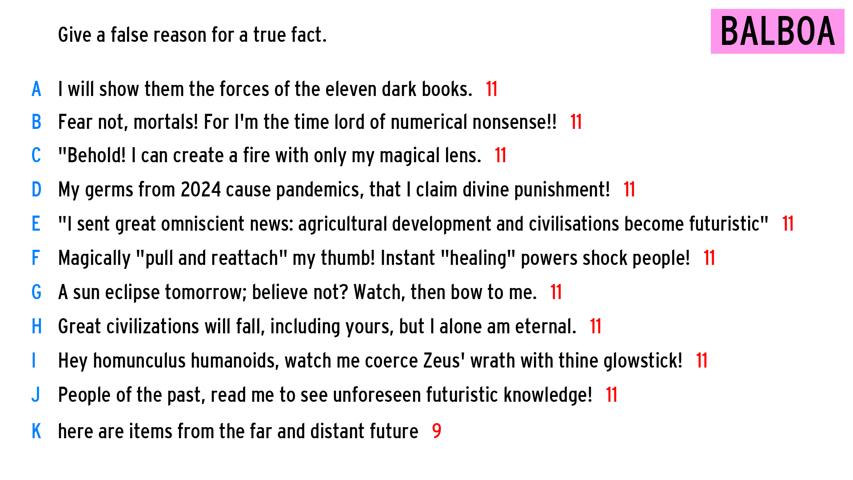 Give a false reason for a true fact.
BALBOA
A I will show them the forces of the eleven dark books. 11
B Fear not, mortals! For I'm the time lord of numerical nonsense!! 11
C "Behold! I can create a fire with only my magical lens. 11
D My germs from 2024 cause pandemics, that I claim divine punishment! 11
E "I sent great omniscient news: agricultural development and civilisations become futuristic" 11
F Magically "pull and reattach" my thumb! Instant "healing" powers shock people! 11
G A sun eclipse tomorrow; believe not? Watch, then bow to me. 11
H Great civilizations will fall, including yours, but I alone am eternal. 11
I Hey homunculus humanoids, watch me coerce Zeus' wrath with thine glowstick! 11
J People of the past, read me to see unforeseen futuristic knowledge! 11
K here are items from the far and distant future 9